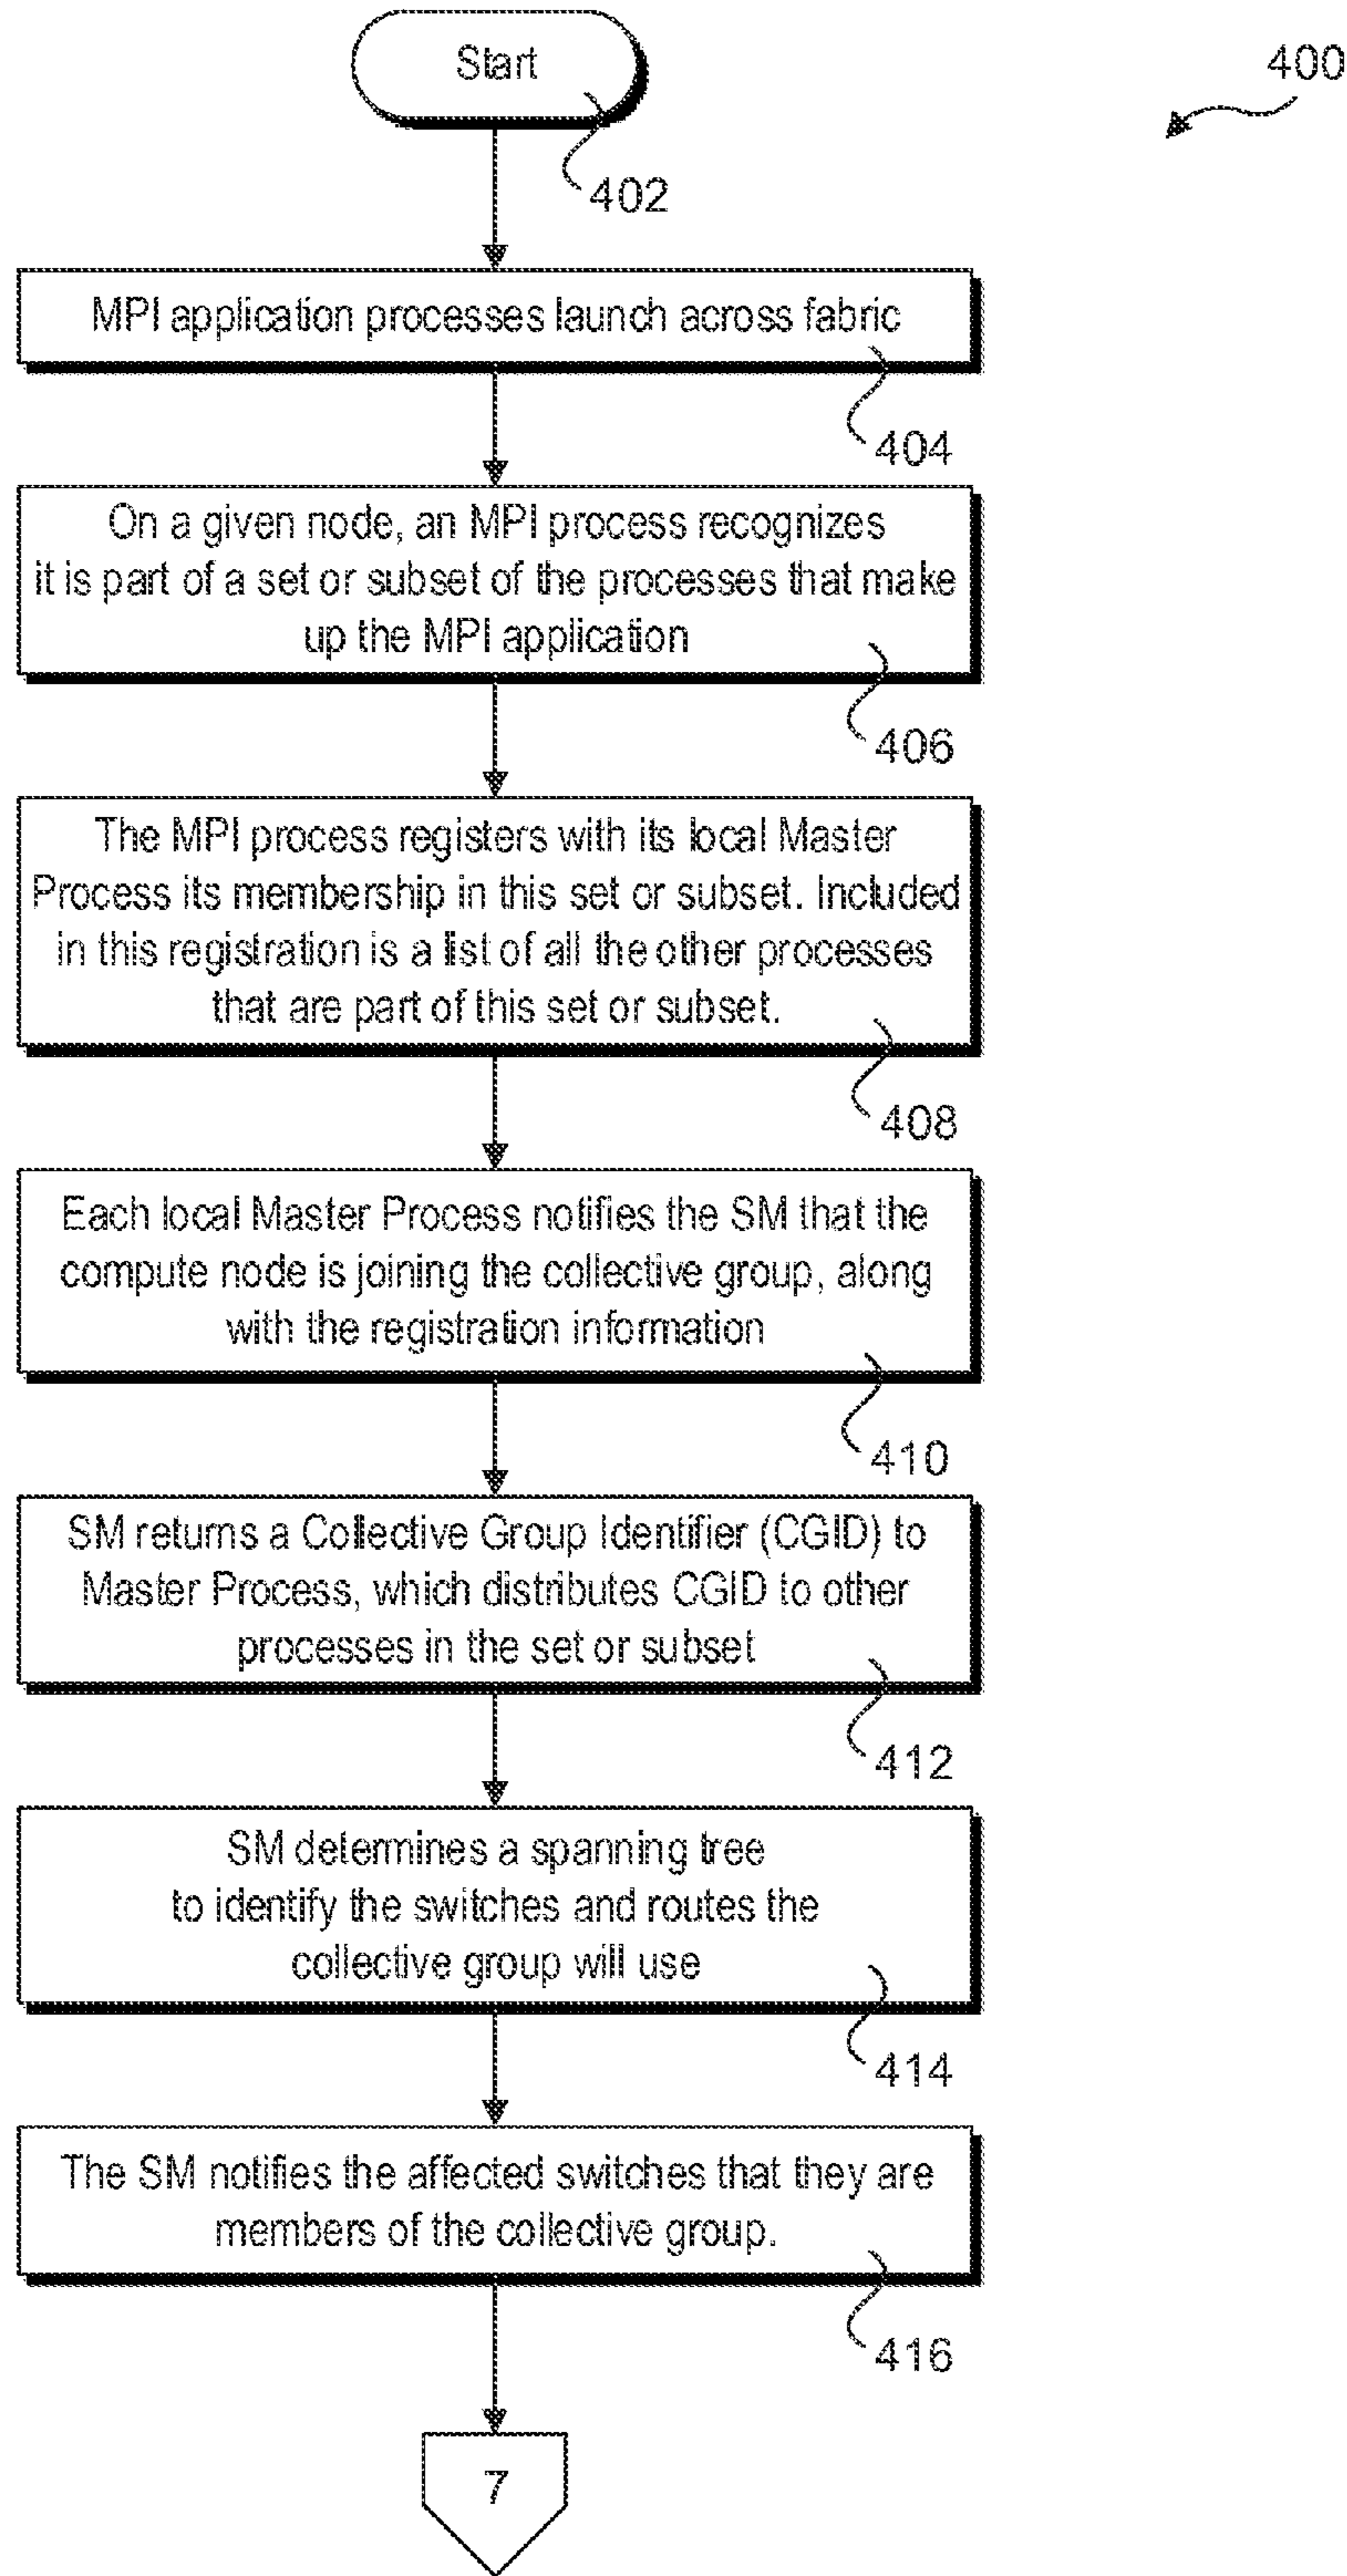 Start
400
402
MPI application processes launch across fabric
404
On a given node, an MPI process recognizes
it is part of a set or subset of the processes that make
up the MPI application
406
The MPI process registers with its local Master
Process its membership in this set or subset. Included
in this registration is a list of all the other processes
that are part of this set or subset.
408
Each local Master Process notifies the SM that the
compute node is joining the collective group, along
with the registration information
410
SM returns a Collective Group Identifier (CGID) to
Master Process, which distributes CGID to other
processes in the set or subset
412
SM determines a spanning tree
to identify the switches and routes the
collective group will use
414
The SM notifies the affected switches that they are
members of the collective group.
416
7